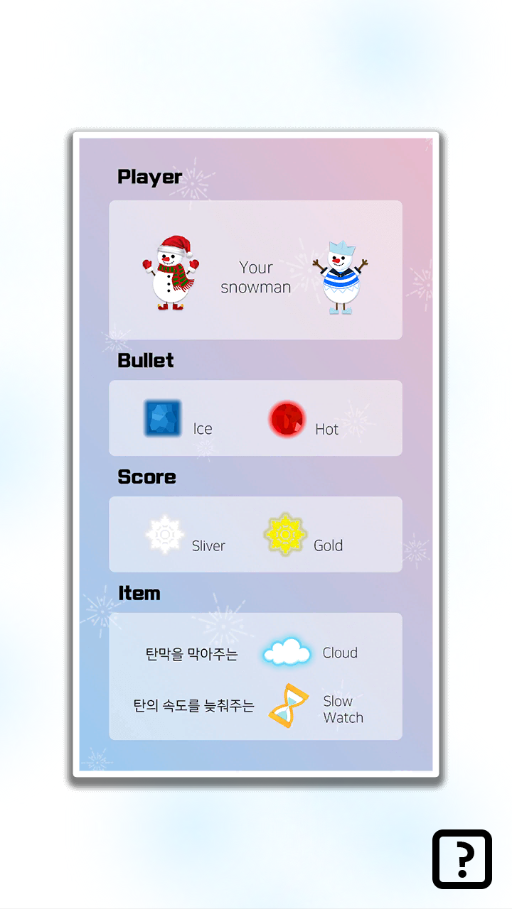 Player
Your
snowman
Bullet
Ice
Hot
Score
Sliver
Gold
Item
탄막을 막아주는
Cloud
탄의 속도를 늦춰주는
Slow
Watch
?